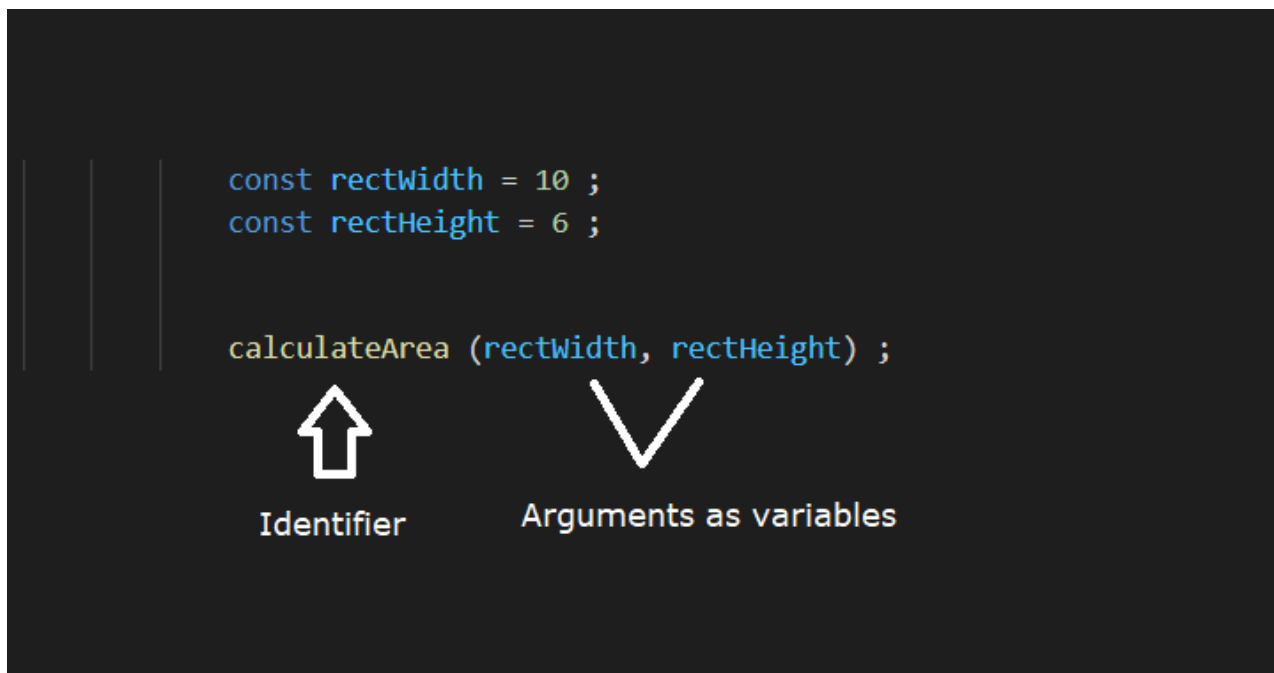 const rectWidth = 10 ;
const rectHeight = 6 ;
calculateArea (rectWidth, rectHeight) ;
Identifier
Arguments as variables